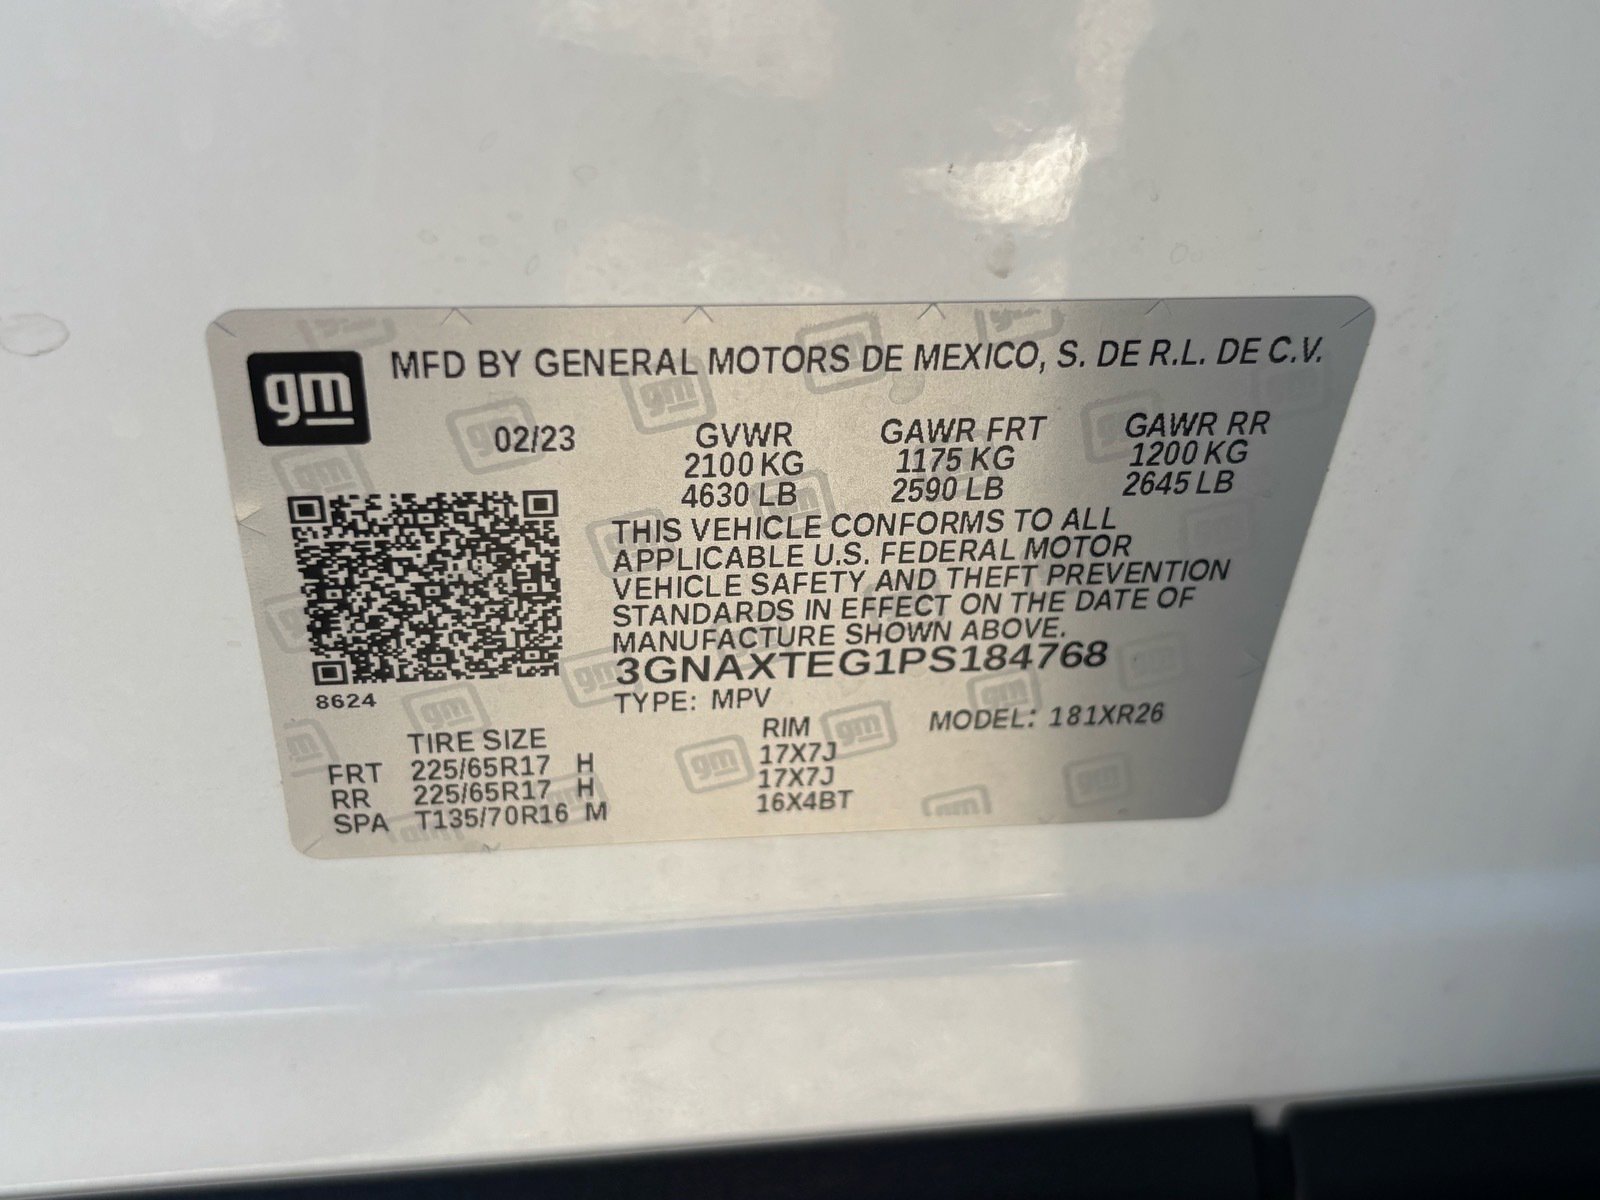 gm MFD BY GENERAL MOTORS DE MEXICO, S. DE R.L. DE C.V.
02/23 GVWR GAWR FRT GAWR RR
2100 KG 1175 KG 1200 KG
4630 LB 2590 LB 2645 LB
THIS VEHICLE CONFORMS TO ALL
APPLICABLE U.S. FEDERAL MOTOR
VEHICLE SAFETY AND THEFT PREVENTION
STANDARDS IN EFFECT ON THE DATE OF
MANUFACTURE SHOWN ABOVE.
3GNAXTEG1PS184768
8624 TYPE: MPV
MODEL: 181XR26
TIRE SIZE RIM
FRT 225/65R17 H 17X7J
RR 225/65R17 H 17X7J
SPA T135/70R16 M 16X4BT